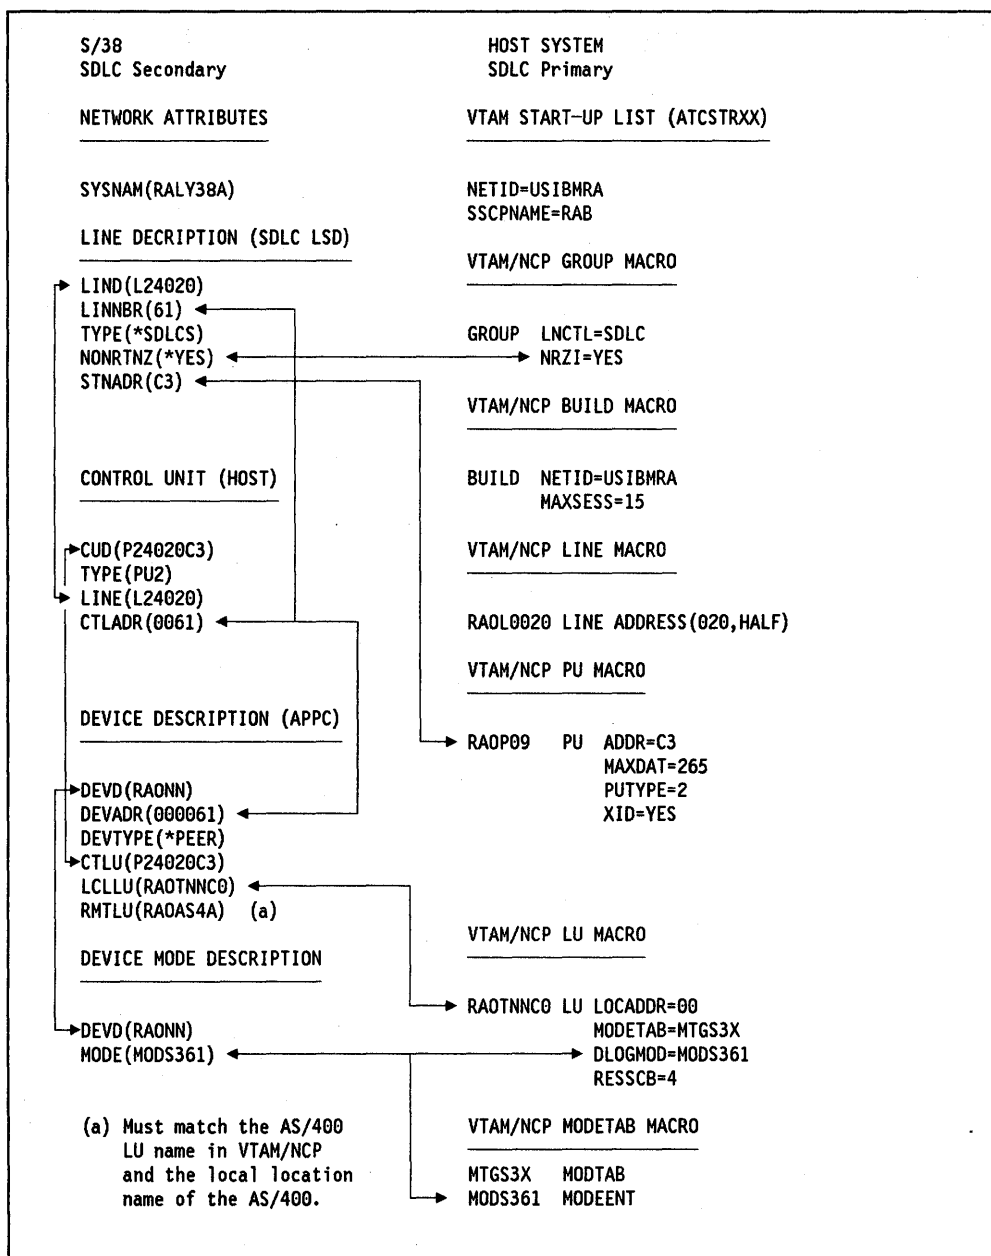 S/38
SDLC Secondary
NETWORK ATTRIBUTES
SYSNAM(RALY38A)
LINE DECRIPTION (SDLC LSD)
LIND(L24020)
LINNBR(61)
TYPE(*SDLCS)
NONRTNZ(*YES)
STNADR(C3)
CONTROL UNIT (HOST)
CUD(P24020C3)
TYPE(PU2)
LINE(L24020)
CTLADR(0061)
DEVICE DESCRIPTION (APPC)
DEVD(RAONN)
DEVADR(000061)
DEVTYPE(*PEER)
CTLU(P24020C3)
LCLLU(RAOTNNC0)
RMTLU(RAOAS4A) (a)
DEVICE MODE DESCRIPTION
DEVD(RAONN)
MODE(MODS361)
(a) Must match the AS/400
LU name in VTAM/NCP
and the local location
name of the AS/400.
HOST SYSTEM
SDLC Primary
VTAM START-UP LIST (ATCSTRXX)
NETID=USIBMRA
SSCPNAME=RAB
VTAM/NCP GROUP MACRO
GROUP LNCTL=SDLC
NRZI=YES
VTAM/NCP BUILD MACRO
BUILD NETID=USIBMRA
MAXSESS=15
VTAM/NCP LINE MACRO
RAOL0020 LINE ADDRESS(020,HALF)
VTAM/NCP PU MACRO
RAOP09 PU ADDR=C3
MAXDAT=265
PUTYPE=2
XID=YES
VTAM/NCP LU MACRO
RAOTNNC0 LU LOCADDR=00
MODETAB=MTGS3X
DLOGMOD=MODS361
RESSCB=4
VTAM/NCP MODETAB MACRO
MTGS3X MODTAB
MODS361 MODEENT